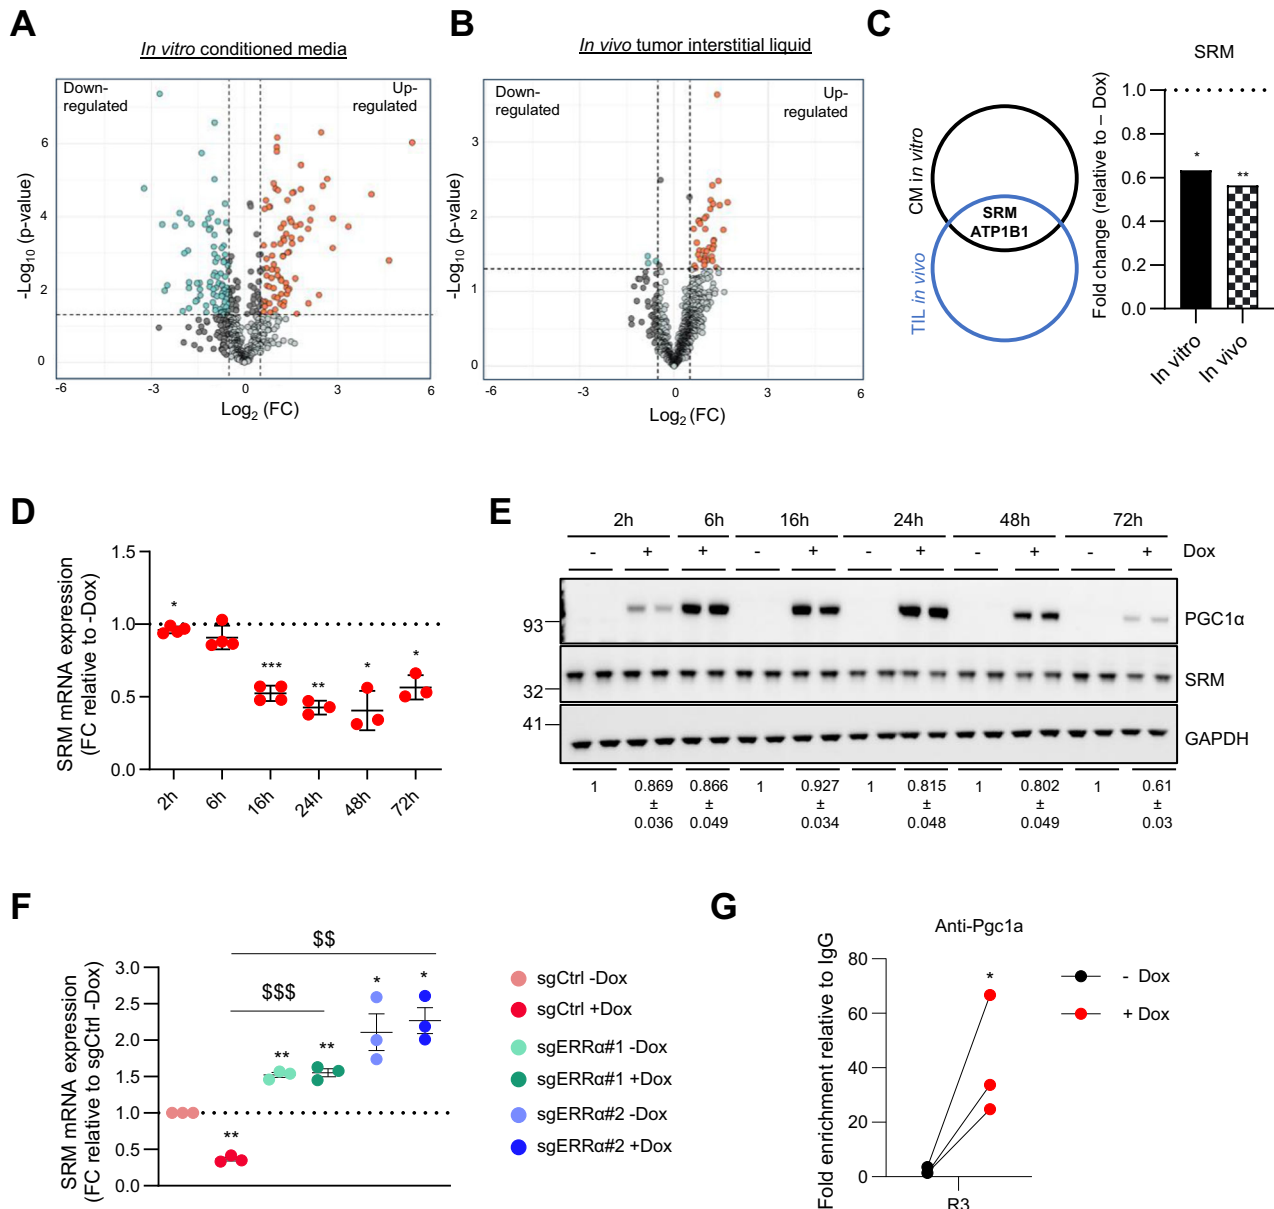 A
In vitro conditioned media
Down-
regulated
Up-
regulated
-Log10 (p-value)
6
4
2
0
-6
-3
0
3
6
Log2 (FC)
B
In vivo tumor interstitial liquid
Down-
regulated
Up-
regulated
-Log10 (p-value)
3
2
1
0
-6
-3
0
3
6
Log2 (FC)
C
CM in vitro
TIL in vivo
SRM
ATP1B1
SRM
Fold change (relative to – Dox)
1.0
0.8
0.6
0.4
0.2
0.0
*
**
In vitro
In vivo
D
SRM mRNA expression
(FC relative to -Dox)
1.5
1.0
0.5
0.0
*
***
**
*
*
2h
6h
16h
24h
48h
72h
E
2h 6h 16h 24h 48h 72h
- + + - + - + - + - + Dox
93
PGC1α
32
SRM
41
GAPDH
1 0.869 0.866 1 0.927 1 0.815 1 0.802 1 0.61
± ± ± ± ± ±
0.036 0.049 0.034 0.048 0.049 0.03
F
SRM mRNA expression
(FC relative to sgCtrl -Dox)
3.0
2.5
2.0
1.5
1.0
0.5
0.0
$$
$$$
**
**
**
*
*
sgCtrl -Dox
sgCtrl +Dox
sgERRα#1 -Dox
sgERRα#1 +Dox
sgERRα#2 -Dox
sgERRα#2 +Dox
G
Anti-Pgc1a
Fold enrichment relative to IgG
80
60
40
20
0
*
R3
- Dox
+ Dox